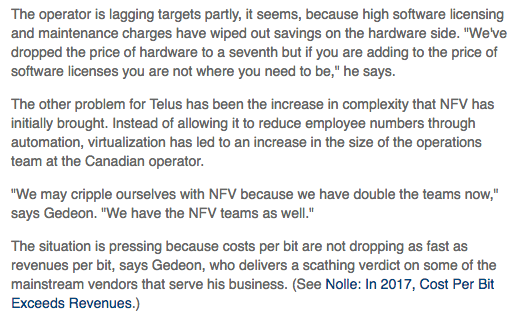 The operator is lagging targets partly, it seems, because high software licensing
and maintenance charges have wiped out savings on the hardware side. "We've
dropped the price of hardware to a seventh but if you are adding to the price of
software licenses you are not where you need to be," he says.
The other problem for Telus has been the increase in complexity that NFV has
initially brought. Instead of allowing it to reduce employee numbers through
automation, virtualization has led to an increase in the size of the operations
team at the Canadian operator.
"We may cripple ourselves with NFV because we have double the teams now,"
says Gedeon. "We have the NFV teams as well."
The situation is pressing because costs per bit are not dropping as fast as
revenues per bit, says Gedeon, who delivers a scathing verdict on some of the
mainstream vendors that serve his business. (See Nolle: In 2017, Cost Per Bit
Exceeds Revenues.)